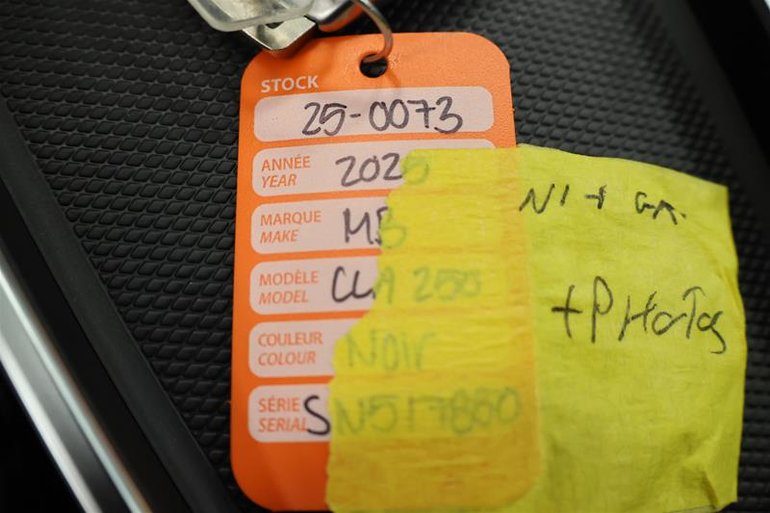 STOCK
25-0073
ANNÉE
YEAR 2025
MARQUE
MAKE MB
MODÈLE
MODEL CLA 250
COULEUR
COLOUR NOIR
SÉRIE
SERIAL SN517850
+PHOTOS